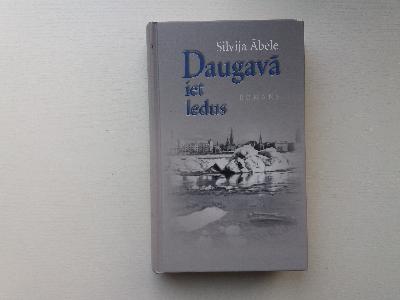 Silvija Ābele
Daugavā
iet
ledus
ROMĀNS